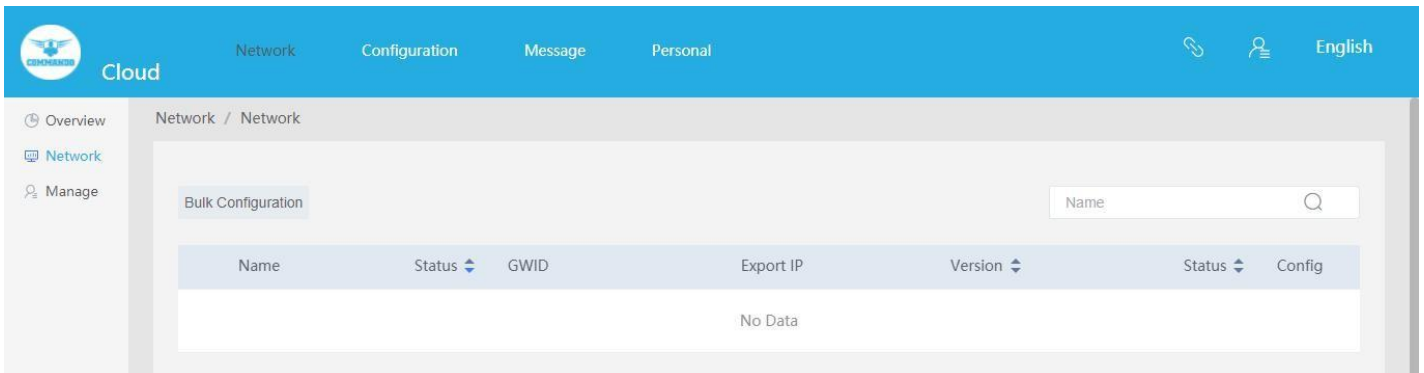 COMMANDO
Cloud
Network Configuration Message Personal English
Overview
Network
Manage
Network / Network
Bulk Configuration
Name
Name Status GWID Export IP Version Status Config
No Data